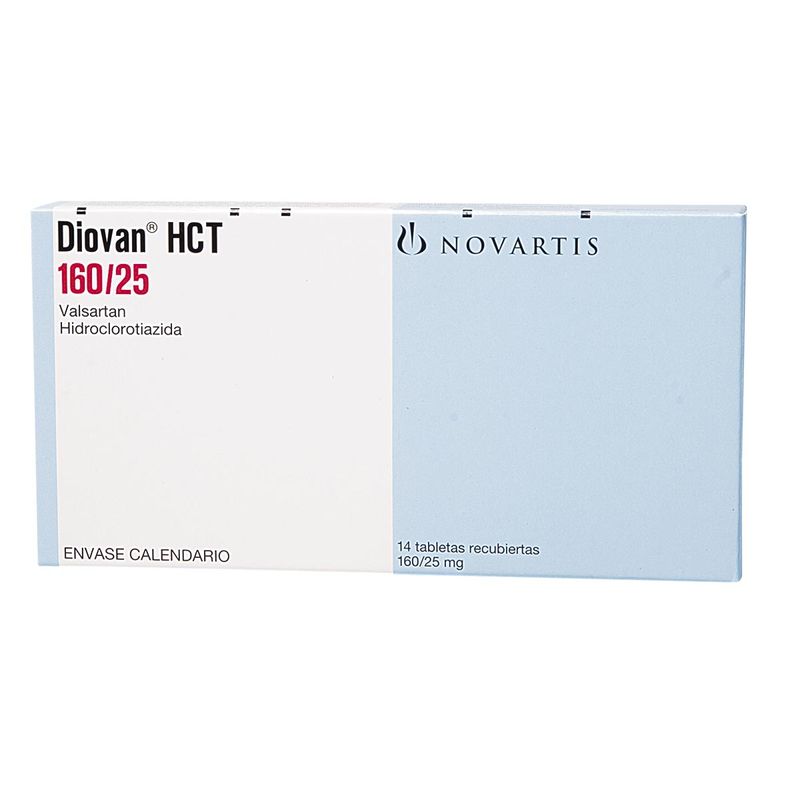 Diovan® HCT
160/25
Valsartan
Hidroclorotiazida
ENVASE CALENDARIO
NOVARTIS
14 tabletas recubiertas
160/25 mg